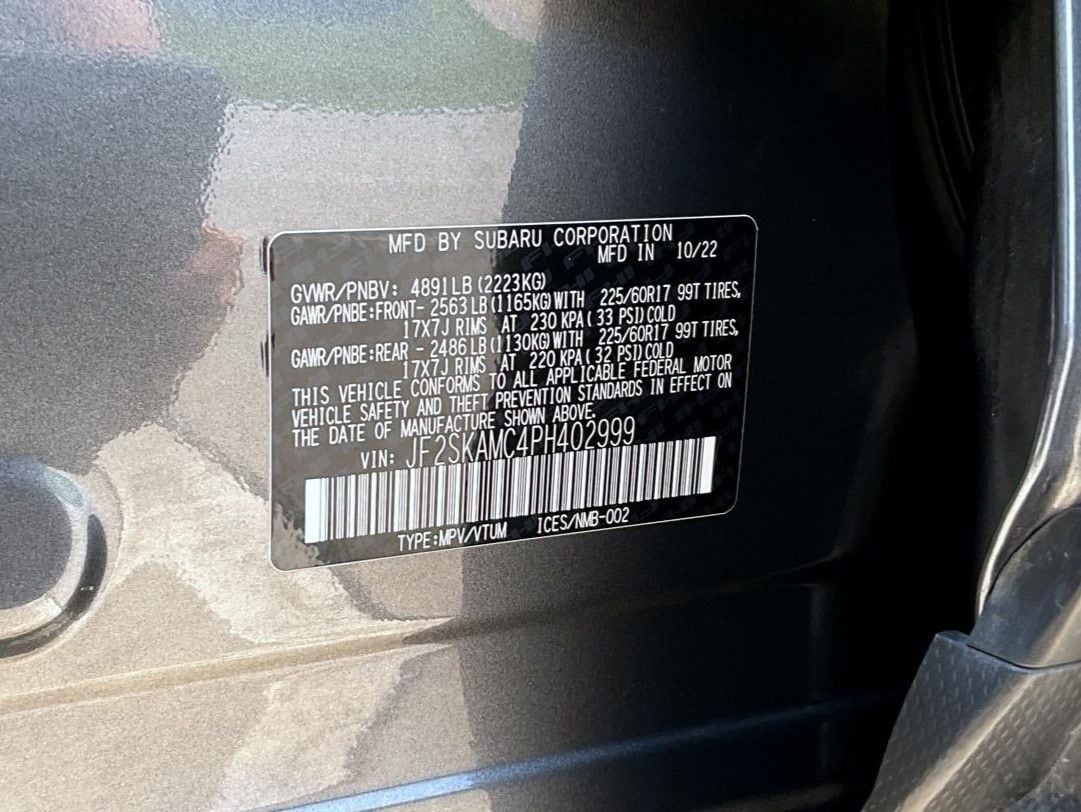 MFD BY SUBARU CORPORATION
MFD IN 10/22
GVWR/PNBV: 4891LB(2223KG)
GAWR/PNBE:FRONT- 2563LB(1165KG)WITH 225/60R17 99T TIRES,
17X7J RIMS AT 230 KPA(33 PSI)COLD
GAWR/PNBE:REAR - 2486LB(1130KG)WITH 225/60R17 99T TIRES,
17X7J RIMS AT 220 KPA(32 PSI)COLD
THIS VEHICLE CONFORMS TO ALL APPLICABLE FEDERAL MOTOR
VEHICLE SAFETY AND THEFT PREVENTION STANDARDS IN EFFECT ON
THE DATE OF MANUFACTURE SHOWN ABOVE.
VIN: JF2SKAMC4PH402999
TYPE:MPV/VTUM ICES/NMB-002